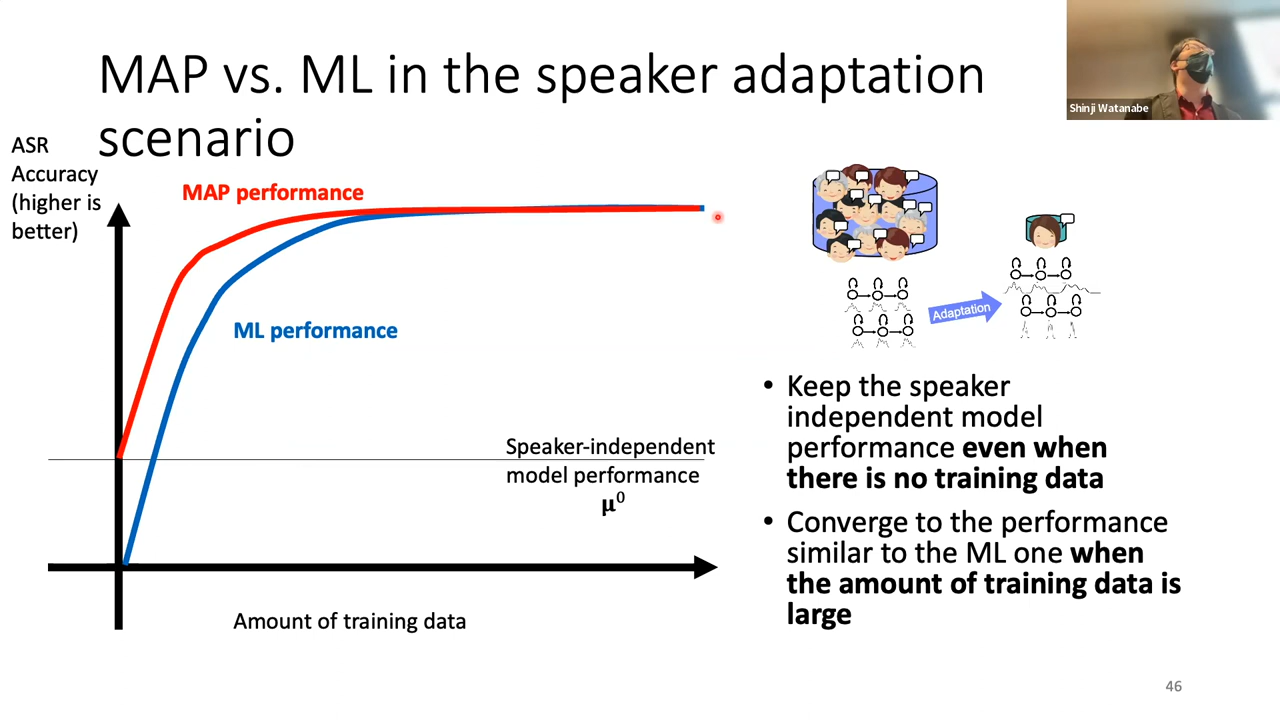 MAP vs. ML in the speaker adaptation
scenario
Shinji Watanabe
ASR
Accuracy
(higher is
better)
MAP performance
ML performance
Speaker-independent
model performance
μ⁰
Amount of training data
Adaptation
• Keep the speaker
independent model
performance even when
there is no training data
• Converge to the performance
similar to the ML one when
the amount of training data is
large
46